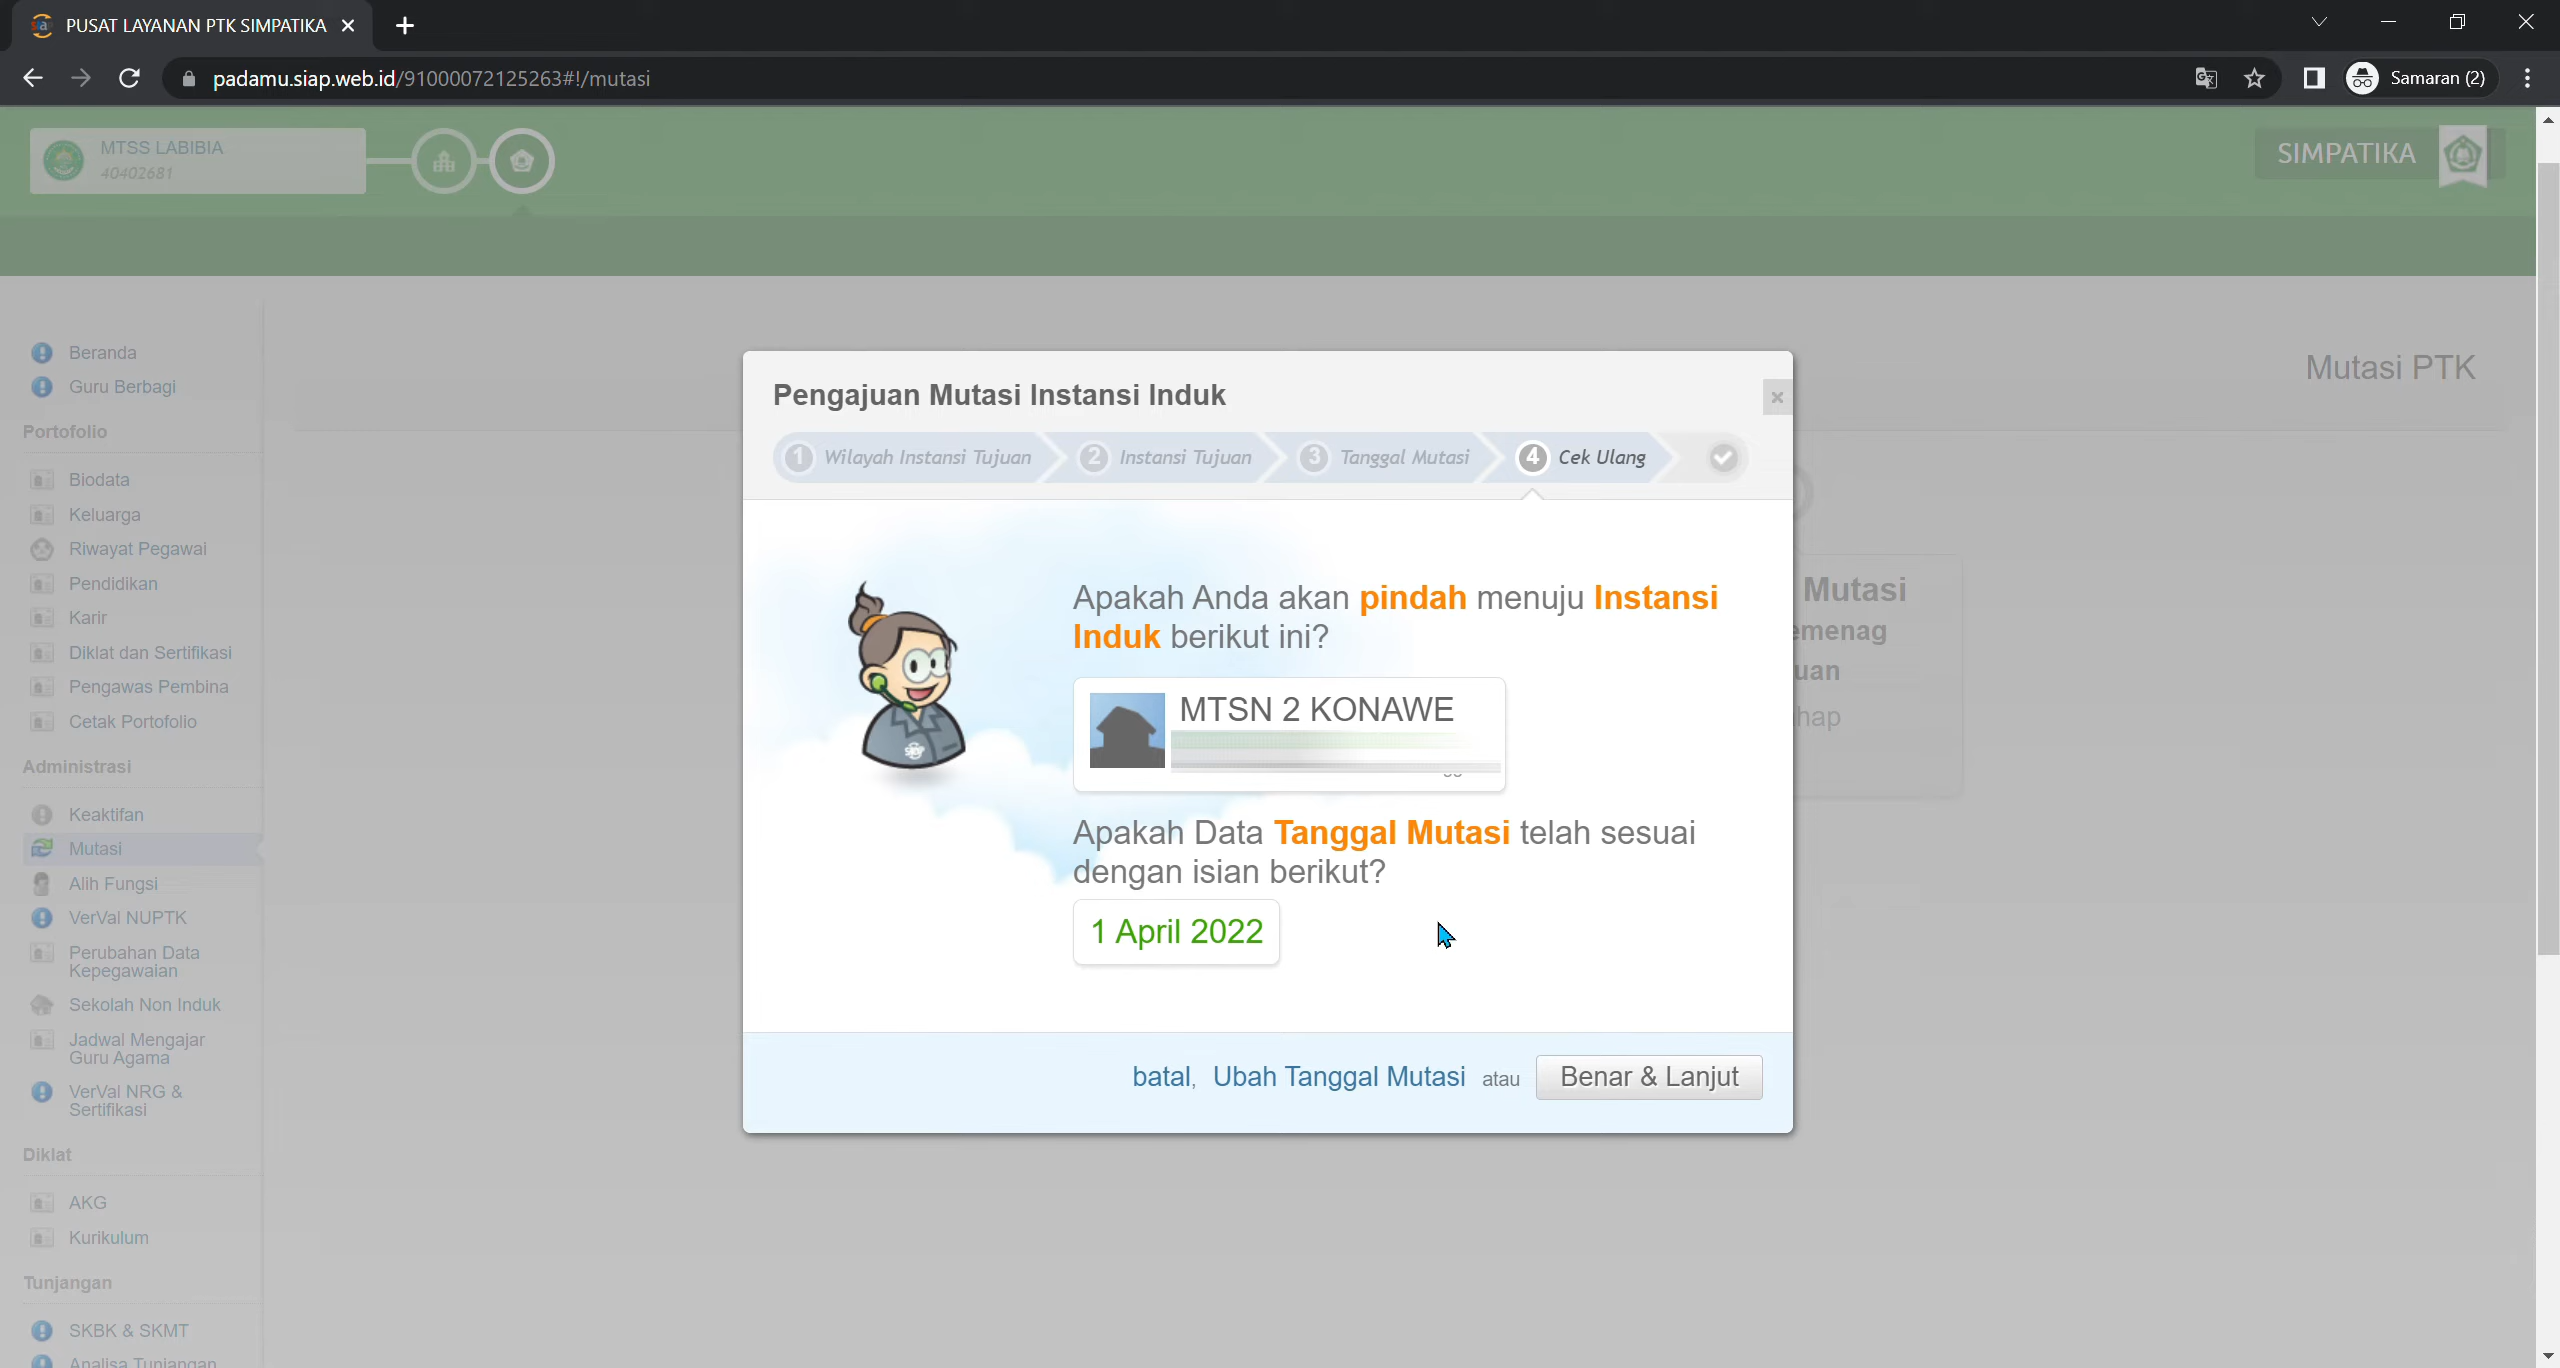 PUSAT LAYANAN PTK SIMPATIKA
padamu.siap.web.id/91000072125263#!/mutasi
Samaran (2)
MTSS LABIBIA
40402681
SIMPATIKA
Mutasi PTK
Beranda
Guru Berbagi
Portofolio
Biodata
Keluarga
Riwayat Pegawai
Pendidikan
Karir
Diklat dan Sertifikasi
Pengawas Pembina
Cetak Portofolio
Administrasi
Keaktifan
Mutasi
Alih Fungsi
VerVal NUPTK
Perubahan Data
Kepegawaian
Sekolah Non Induk
Jadwal Mengajar
Guru Agama
VerVal NRG &
Sertifikasi
Diklat
AKG
Kurikulum
Tunjangan
SKBK & SKMT
Analisa Tunjangan
Pengajuan Mutasi Instansi Induk
1 Wilayah Instansi Tujuan 2 Instansi Tujuan 3 Tanggal Mutasi 4 Cek Ulang
Apakah Anda akan pindah menuju Instansi
Induk berikut ini?
MTSN 2 KONAWE
Apakah Data Tanggal Mutasi telah sesuai
dengan isian berikut?
1 April 2022
batal, Ubah Tanggal Mutasi atau Benar & Lanjut
siap
Mutasi
emenag
uan
hap